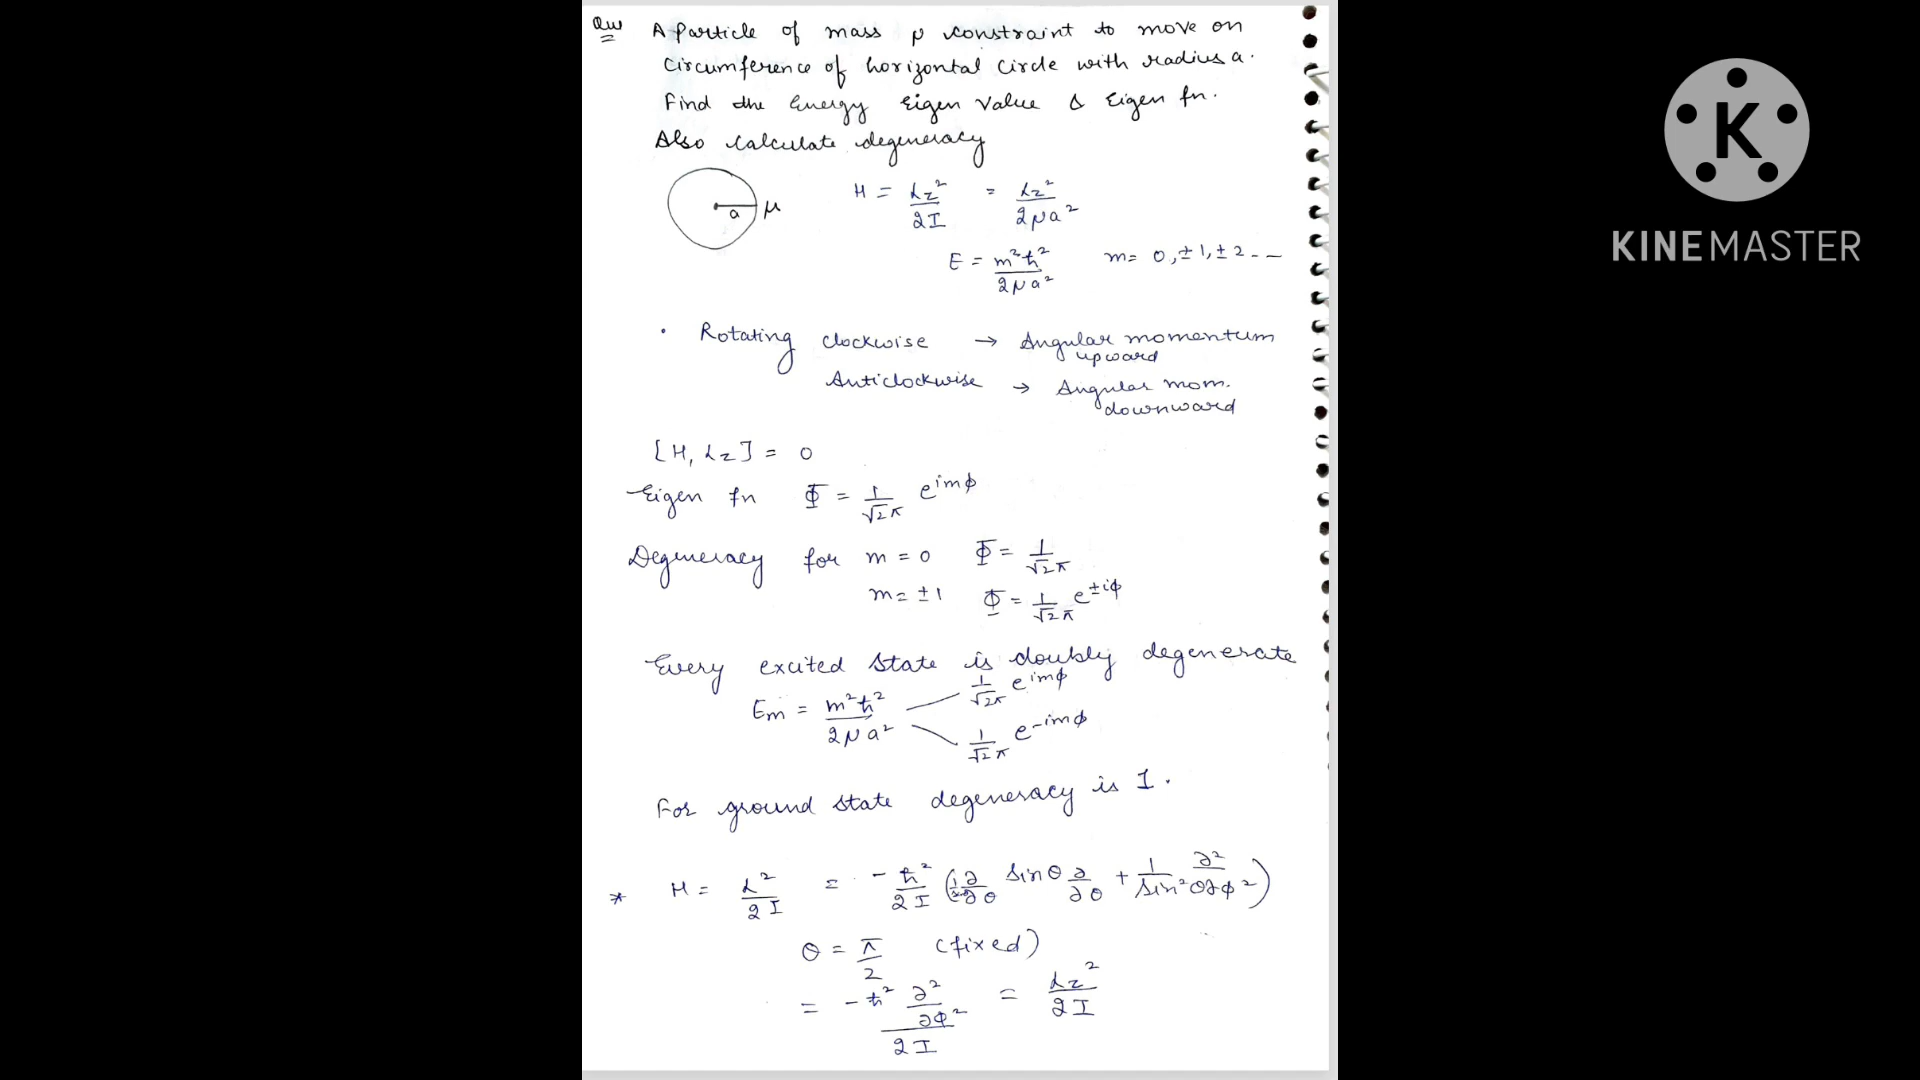 Qus A particle of mass μ constraint to move on
circumference of horizontal circle with radius a.
Find the Energy Eigen Value & Eigen fn.
Also calculate degeneracy
a μ H = Lz² / 2I = Lz² / 2μa²
E = m²ħ² / 2μa² m = 0, ±1, ±2 - -
• Rotating clockwise → Angular momentum upward
Anticlockwise → Angular mom. downward
[H, Lz] = 0
Eigen fn Φ = 1/√2π e^imϕ
Degeneracy for m = 0 Φ = 1/√2π
m = ±1 Φ = 1/√2π e^±iϕ
Every excited state is doubly degenerate
Em = m²ħ² / 2μa² 1/√2π e^imϕ
1/√2π e^-imϕ
For ground state degeneracy is 1.
* H = L² / 2I = -ħ²/2I ( ∂/∂θ sinθ ∂/∂θ + 1/sin²θ ∂²/∂ϕ² )
θ = π/2 (fixed)
= -ħ² ∂²/∂ϕ² / 2I = Lz² / 2I
K
KINEMASTER